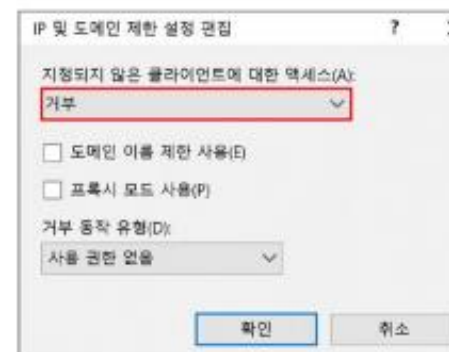 IP 및 도메인 제한 설정 편집 ?
지정되지 않은 클라이언트에 대한 액세스(A):
거부
도메인 이름 제한 사용(E)
프록시 모드 사용(P)
거부 동작 유형(D):
사용 권한 없음
확인 취소